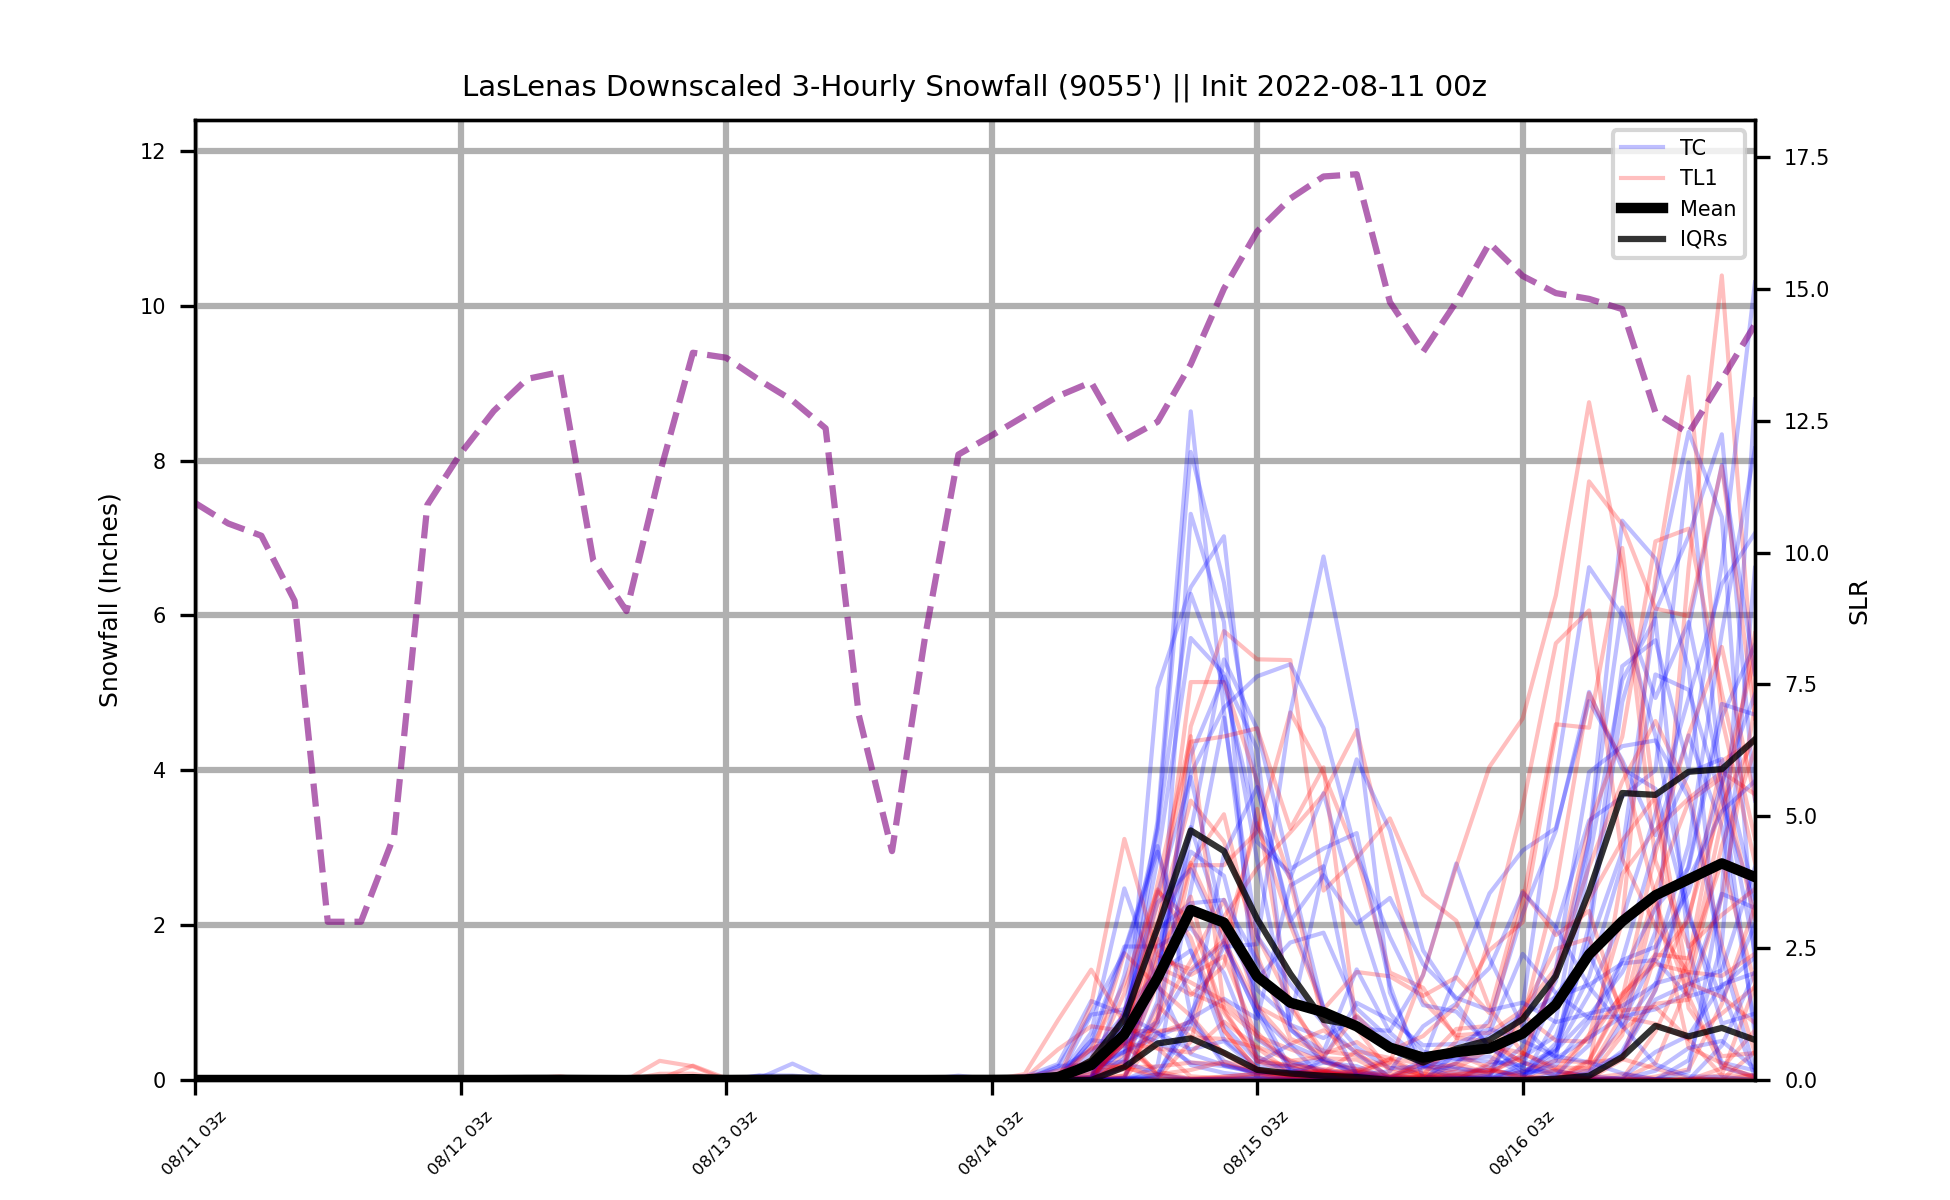 LasLenas Downscaled 3-Hourly Snowfall (9055') || Init 2022-08-11 00z
TC
TL1
Mean
IQRs
12
10
8
6
4
2
0
Snowfall (Inches)
17.5
15.0
12.5
10.0
7.5
5.0
2.5
0.0
SLR
08/11 03z
08/12 03z
08/13 03z
08/14 03z
08/15 03z
08/16 03z